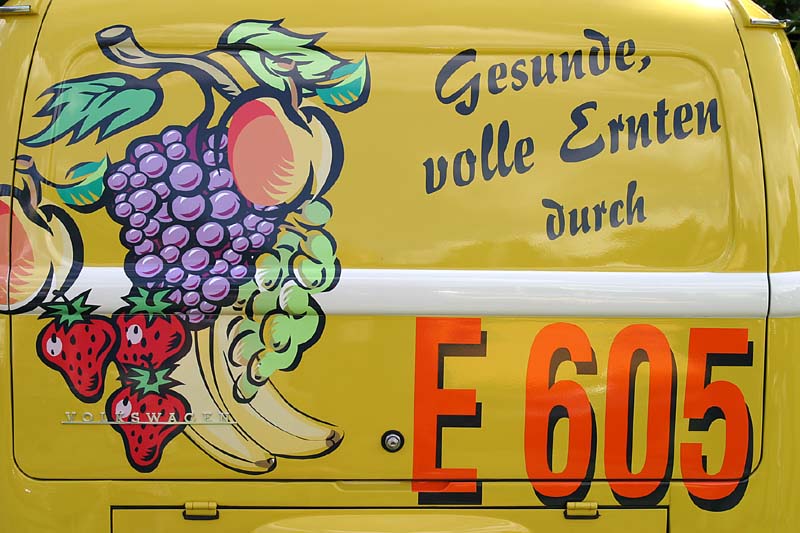 Gesunde,
volle Ernten
durch
E 605
VOLKSWAGEN